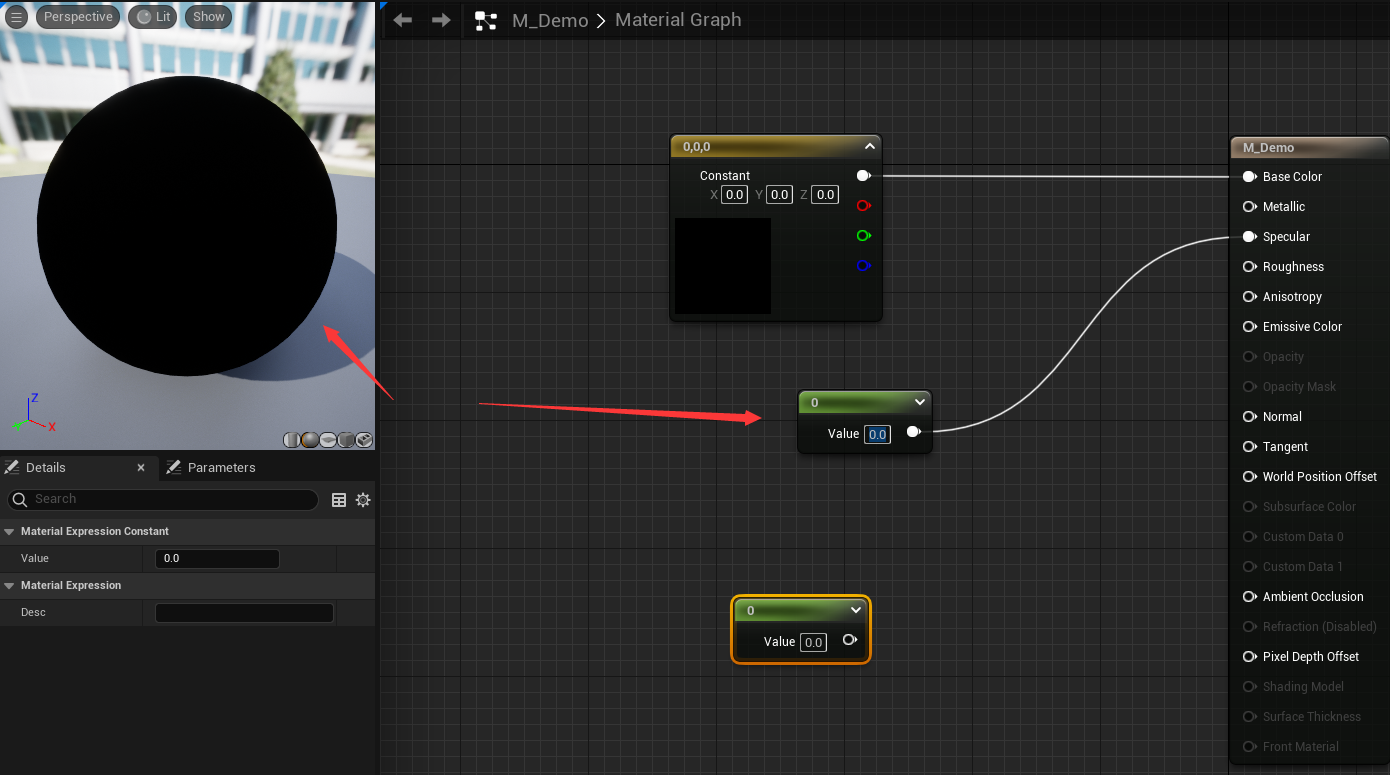 Perspective Lit Show
M_Demo > Material Graph
0,0,0
Constant
X 0.0 Y 0.0 Z 0.0
0
Value 0.0
0
Value 0.0
M_Demo
Base Color
Metallic
Specular
Roughness
Anisotropy
Emissive Color
Opacity
Opacity Mask
Normal
Tangent
World Position Offset
Subsurface Color
Custom Data 0
Custom Data 1
Ambient Occlusion
Refraction (Disabled)
Pixel Depth Offset
Shading Model
Surface Thickness
Front Material
Z
Y
X
Details Parameters
Search
Material Expression Constant
Value 0.0
Material Expression
Desc